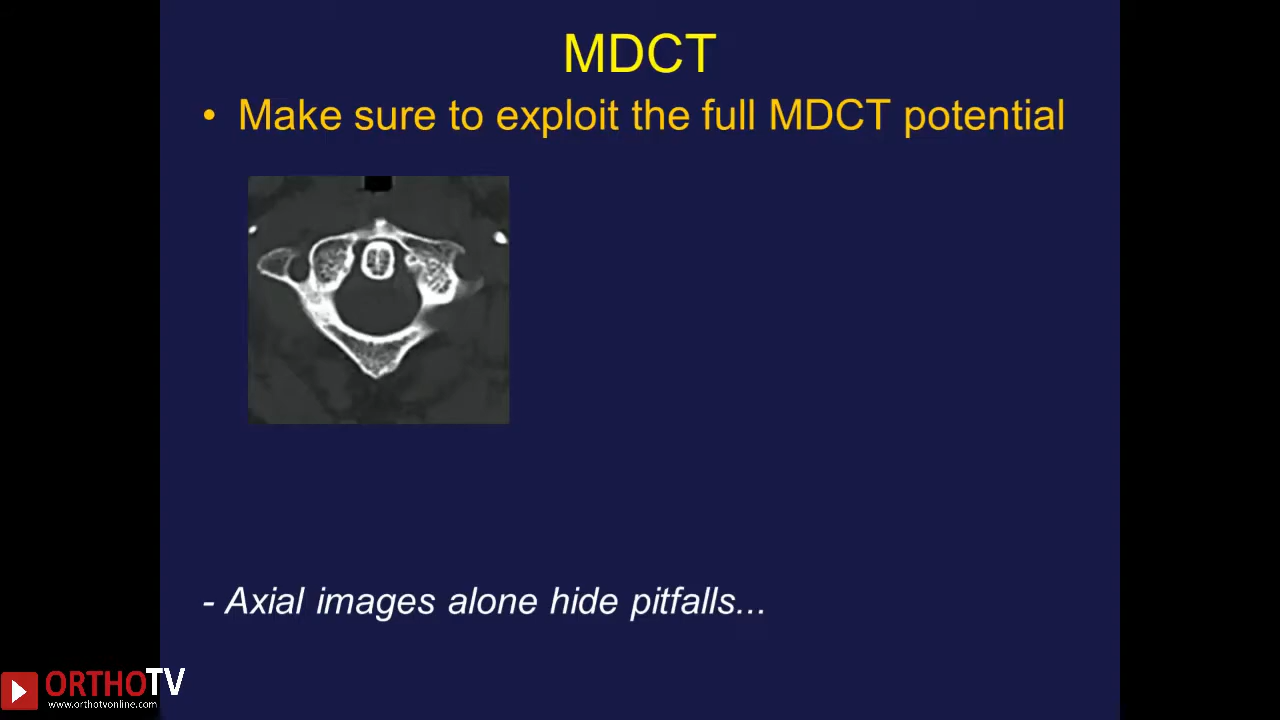 MDCT
• Make sure to exploit the full MDCT potential
- Axial images alone hide pitfalls...
ORTHOTV
www.orthotvonline.com